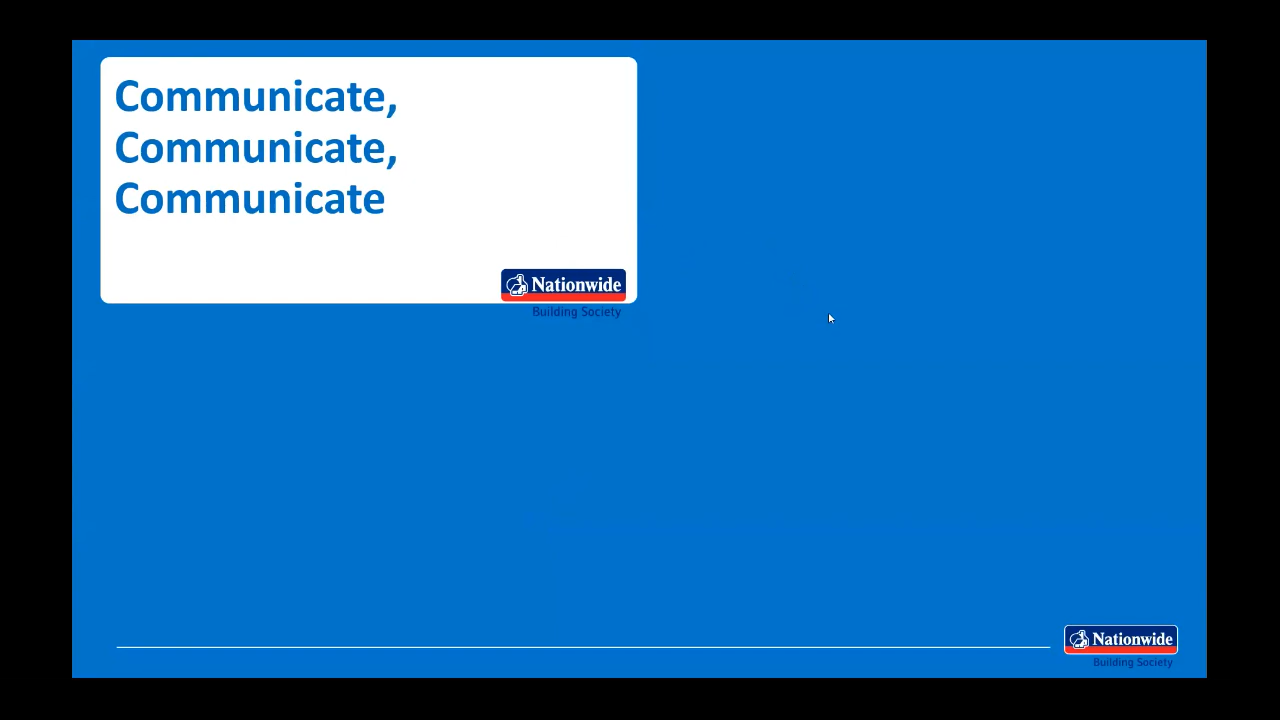 Communicate,
Communicate,
Communicate
Nationwide
Building Society
Nationwide
Building Society